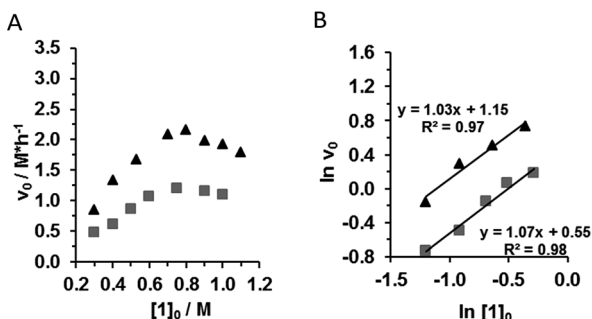 A
3.5
3.0
2.5
2.0
1.5
1.0
0.5
0.0
v₀ / M*h⁻¹
0.2 0.4 0.6 0.8 1.0 1.2
[1]₀ / M
B
1.6
1.2
0.8
0.4
0.0
-0.4
-0.8
ln v₀
y = 1.03x + 1.15
R² = 0.97
y = 1.07x + 0.55
R² = 0.98
-1.5 -1.0 -0.5 0.0
ln [1]₀